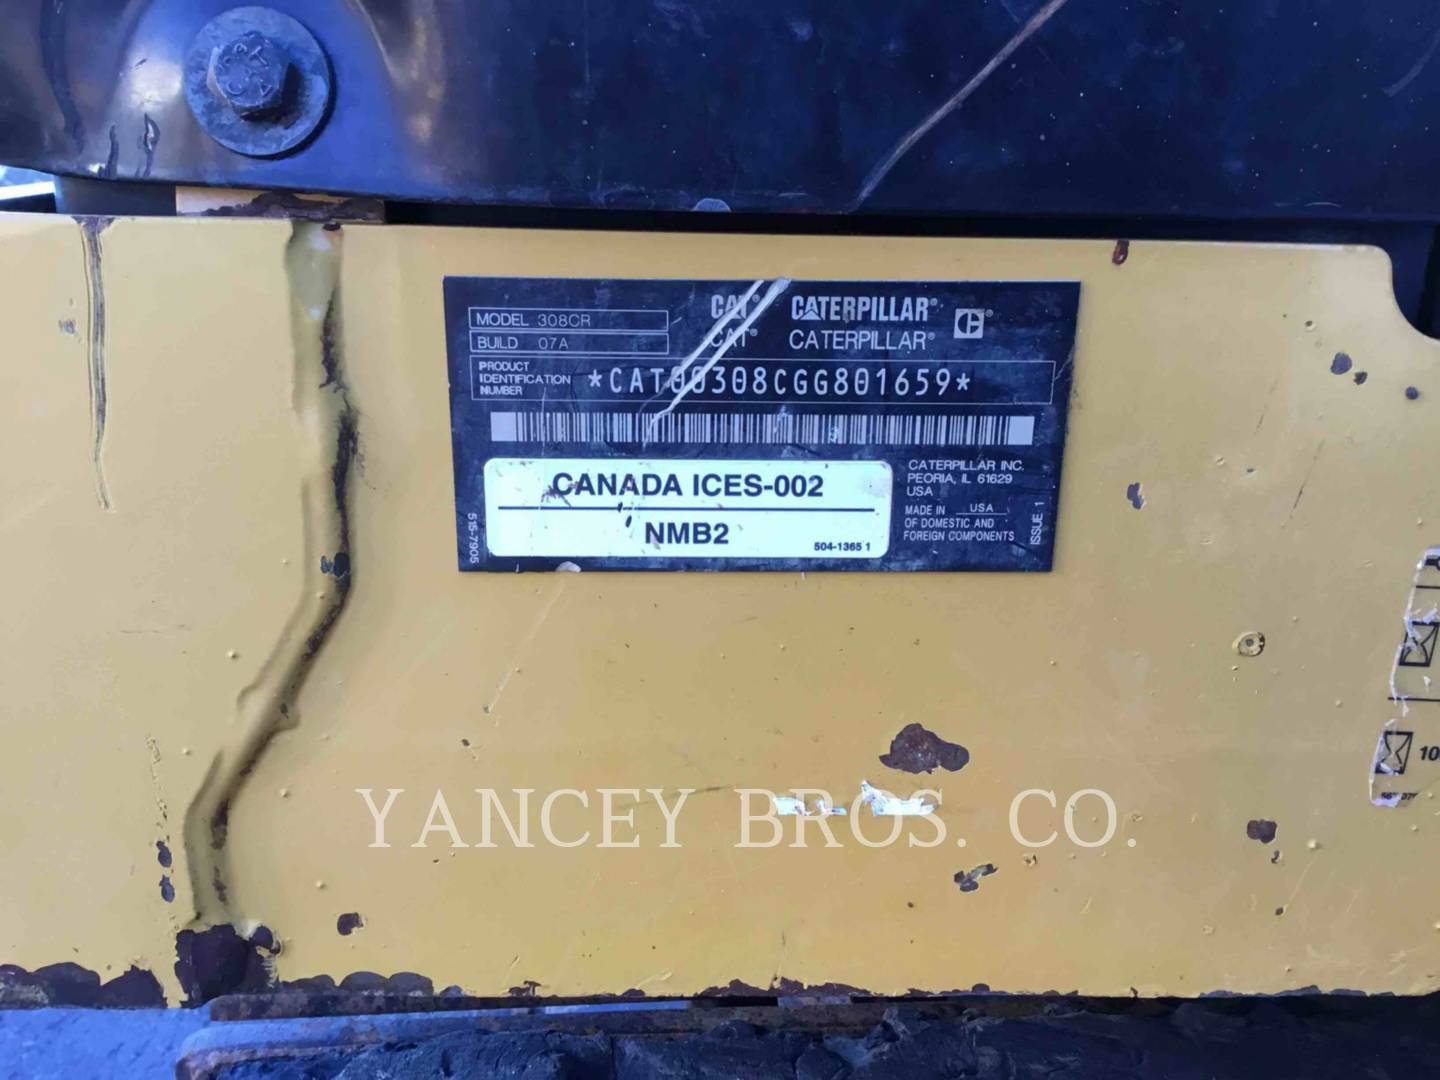 CAT
CAT® CATERPILLAR® C®
CAT® CATERPILLAR®
MODEL 308CR
BUILD 07A
PRODUCT
IDENTIFICATION
NUMBER
*CAT00308CGG801659*
CANADA ICES-002
NMB2
504-1365 1
515-7905
CATERPILLAR INC.
PEORIA, IL 61629
USA
MADE IN USA
OF DOMESTIC AND
FOREIGN COMPONENTS
ISSUE 1
YANCEY BROS. CO.